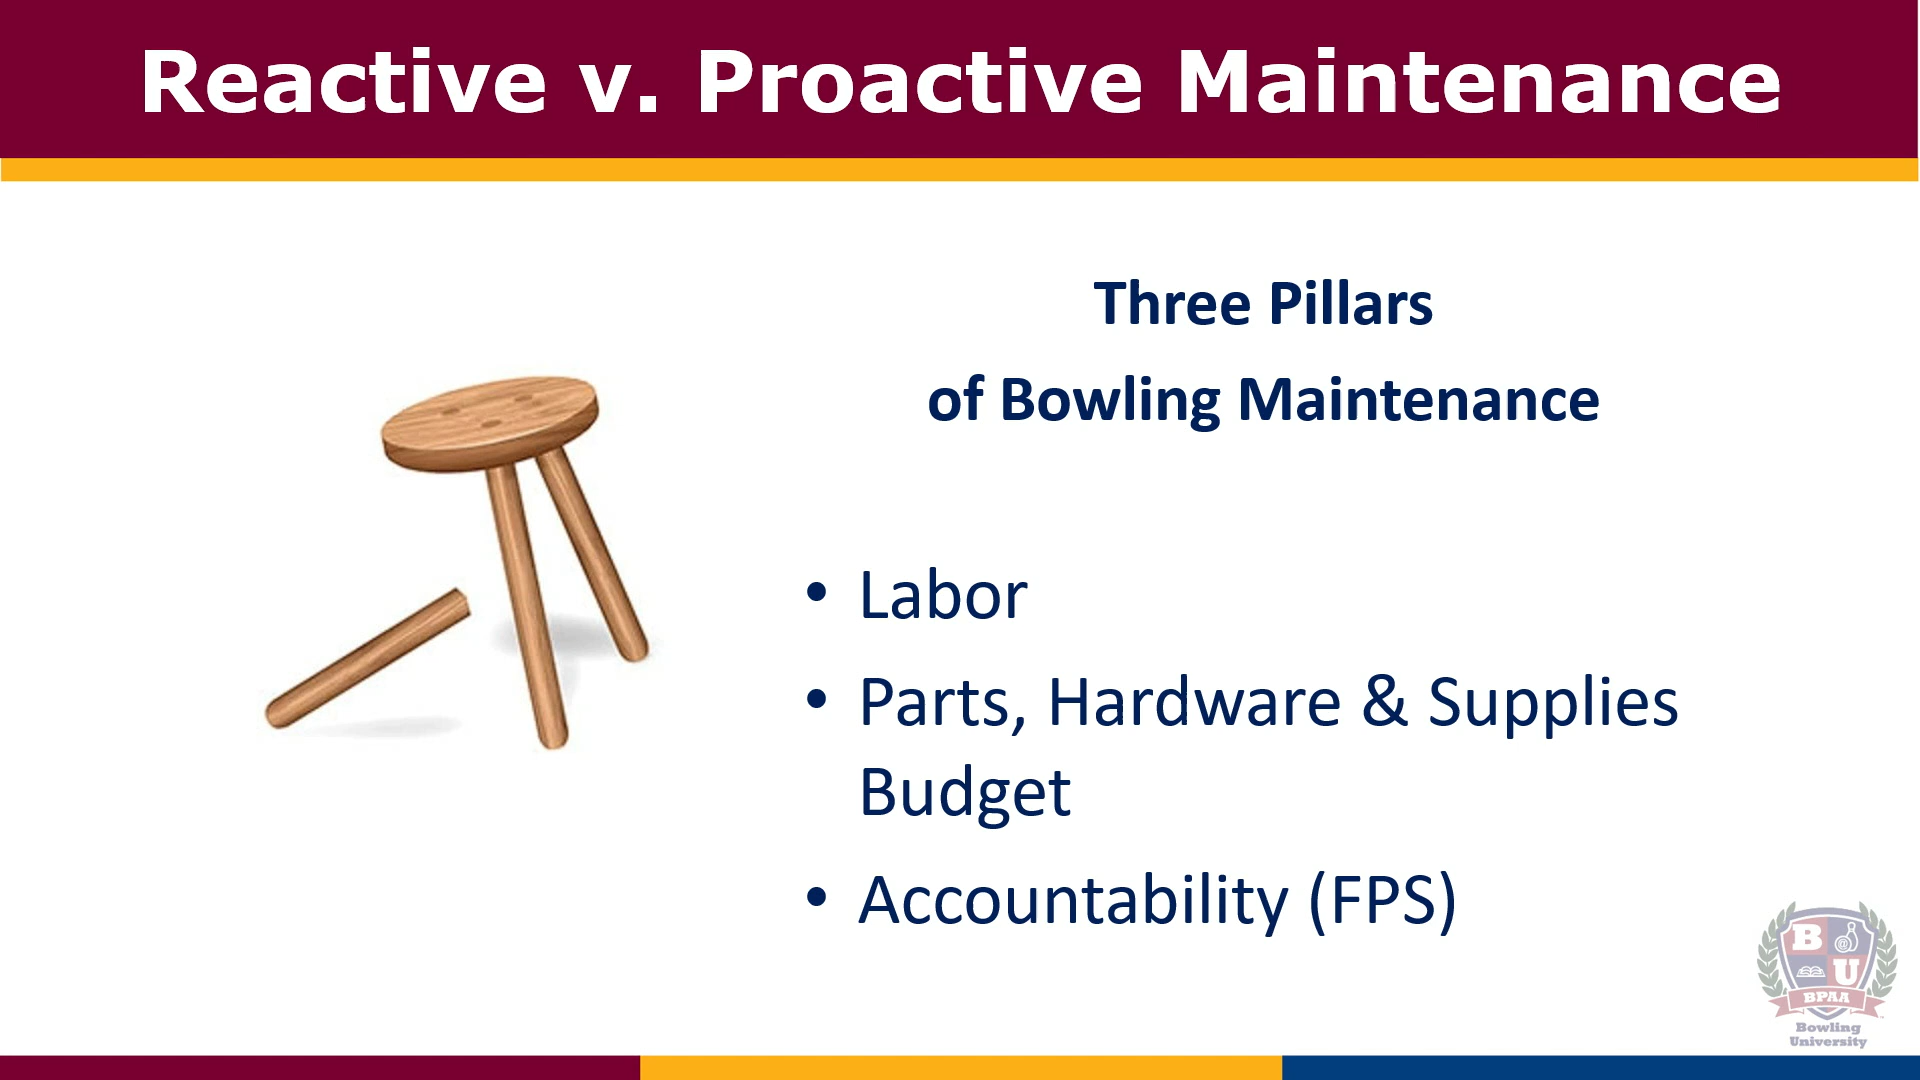 Reactive v. Proactive Maintenance
Three Pillars
of Bowling Maintenance
• Labor
• Parts, Hardware & Supplies
Budget
• Accountability (FPS)
B
U
BPAA
Bowling
University